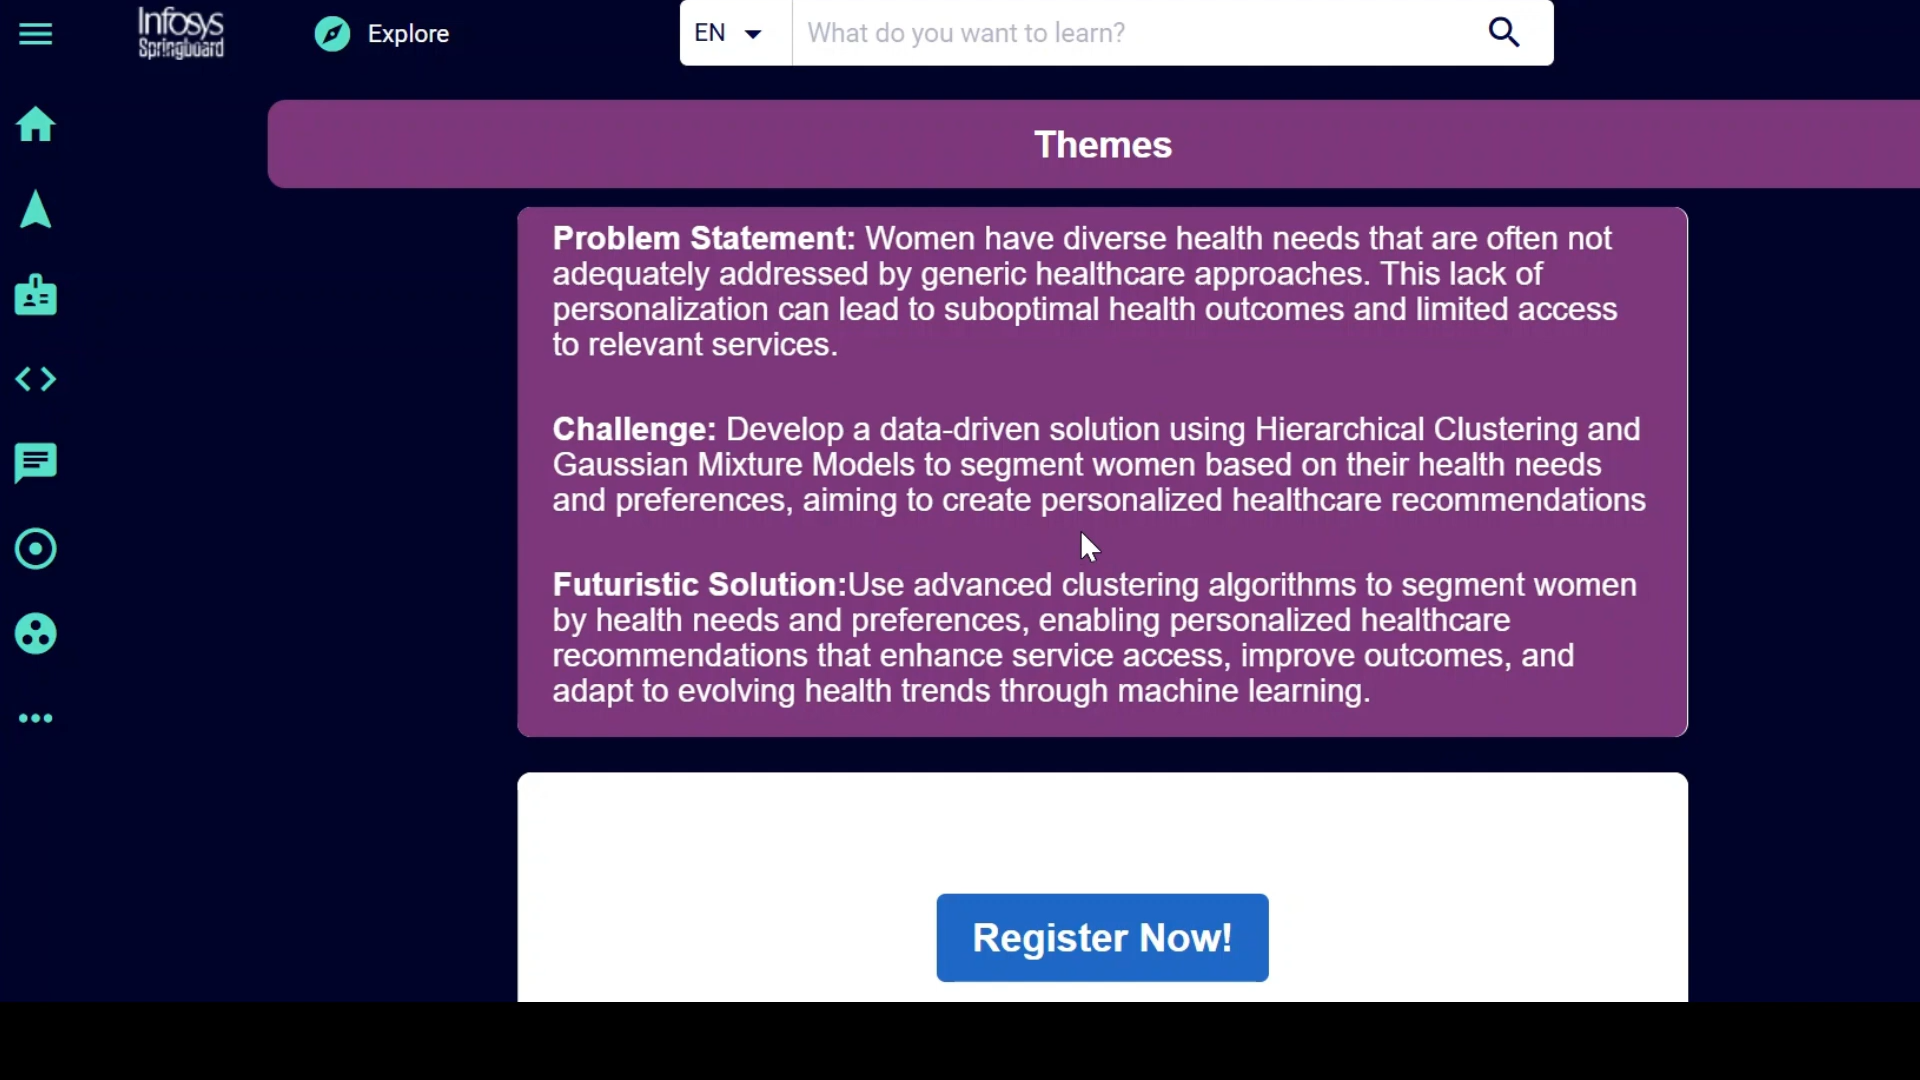 Infosys
Springboard
Explore
EN
What do you want to learn?
Themes
Problem Statement: Women have diverse health needs that are often not
adequately addressed by generic healthcare approaches. This lack of
personalization can lead to suboptimal health outcomes and limited access
to relevant services.
Challenge: Develop a data-driven solution using Hierarchical Clustering and
Gaussian Mixture Models to segment women based on their health needs
and preferences, aiming to create personalized healthcare recommendations
Futuristic Solution:Use advanced clustering algorithms to segment women
by health needs and preferences, enabling personalized healthcare
recommendations that enhance service access, improve outcomes, and
adapt to evolving health trends through machine learning.
Register Now!